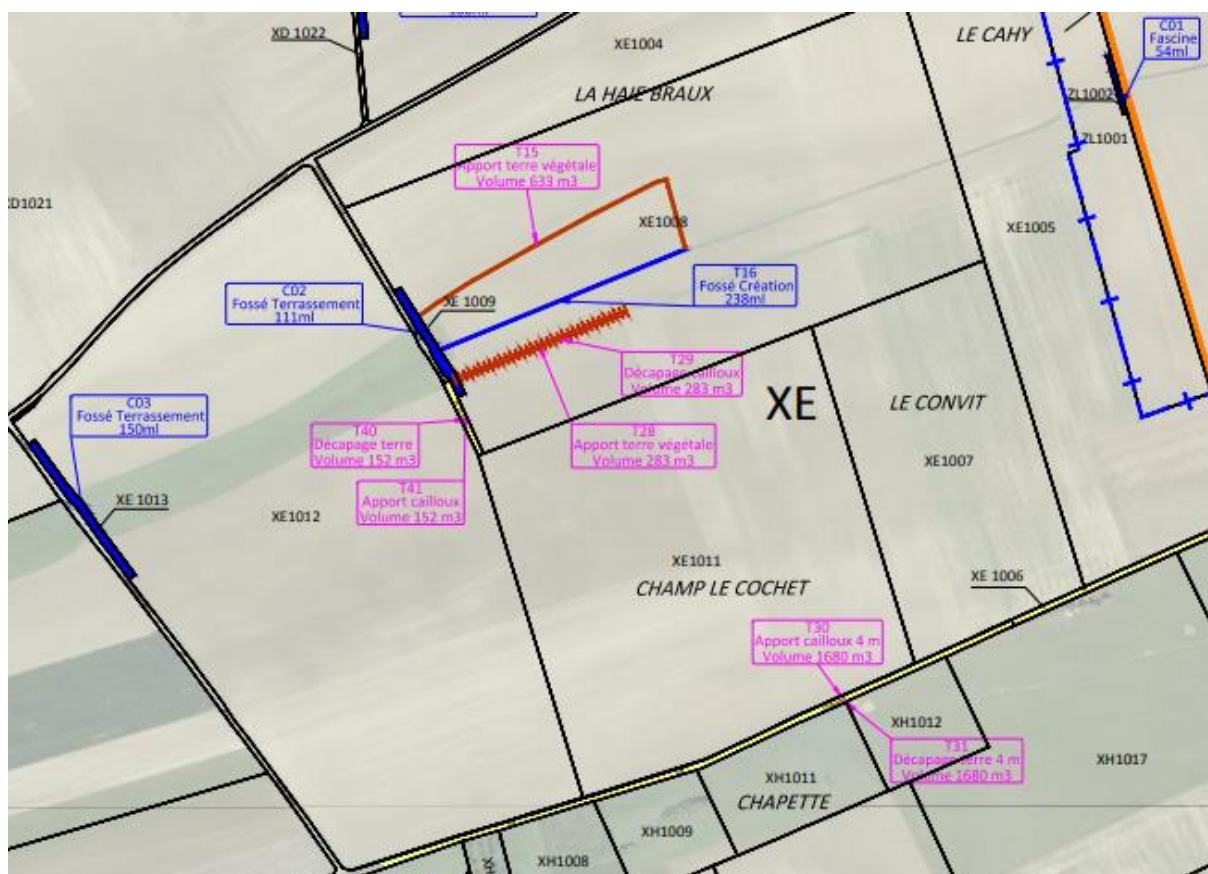 XD 1022
XE1004
LE CAHY
C01
Fascine
54ml
LA HAIE BRAUX
ZL1002
ZL1001
T15
Apport terre végétale
Volume 633 m3
XD1021
XE1008
XE1005
C02
Fossé Terrassement
111ml
XE 1009
T16
Fossé Création
238ml
T29
Décapage cailloux
Volume 283 m3
XE
LE CONVIT
C03
Fossé Terrassement
150ml
T40
Décapage terre
Volume 152 m3
T28
Apport terre végétale
Volume 283 m3
XE1007
T41
Apport cailloux
Volume 152 m3
XE 1013
XE1012
XE1011
CHAMP LE COCHET
XE 1006
T30
Apport cailloux 4 m
Volume 1680 m3
XH1012
T31
Décapage terre 4 m
Volume 1680 m3
XH1017
XH1011
CHAPETTE
XH1009
XH1008
XH